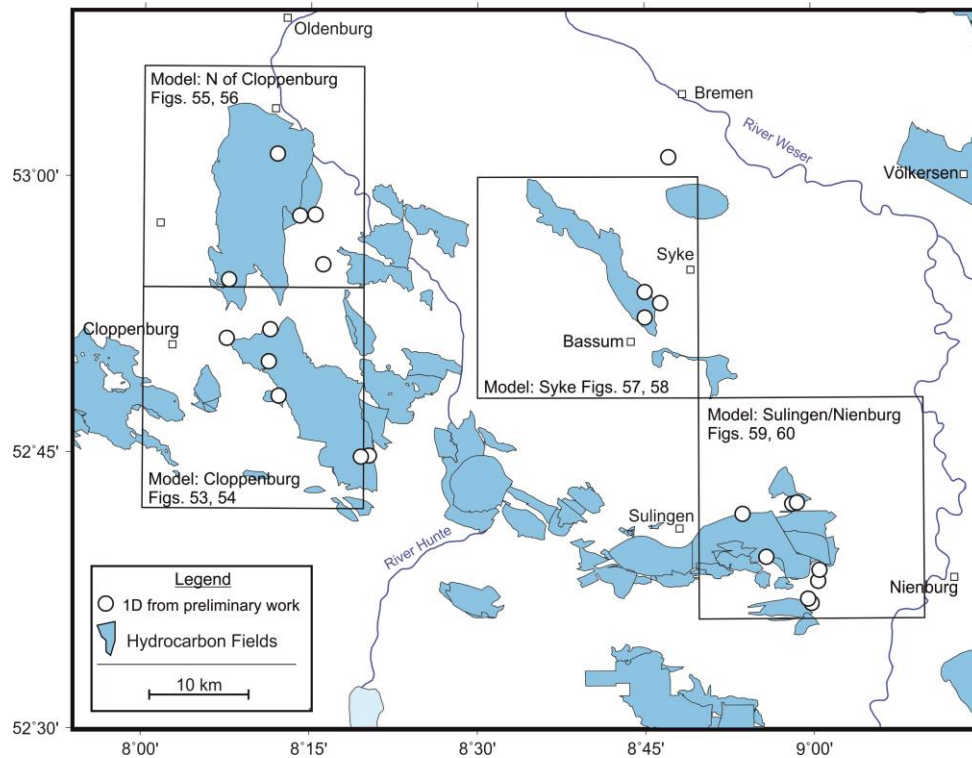 Oldenburg
Model: N of Cloppenburg
Figs. 55, 56
Bremen
River Weser
Völkersen
53°00'
Syke
Cloppenburg
Bassum
Model: Syke Figs. 57, 58
Model: Sulingen/Nienburg
Figs. 59, 60
52°45'
Model: Cloppenburg
Figs. 53, 54
Sulingen
River Hunte
Nienburg
Legend
1D from preliminary work
Hydrocarbon Fields
10 km
52°30'
8°00' 8°15' 8°30' 8°45' 9°00'